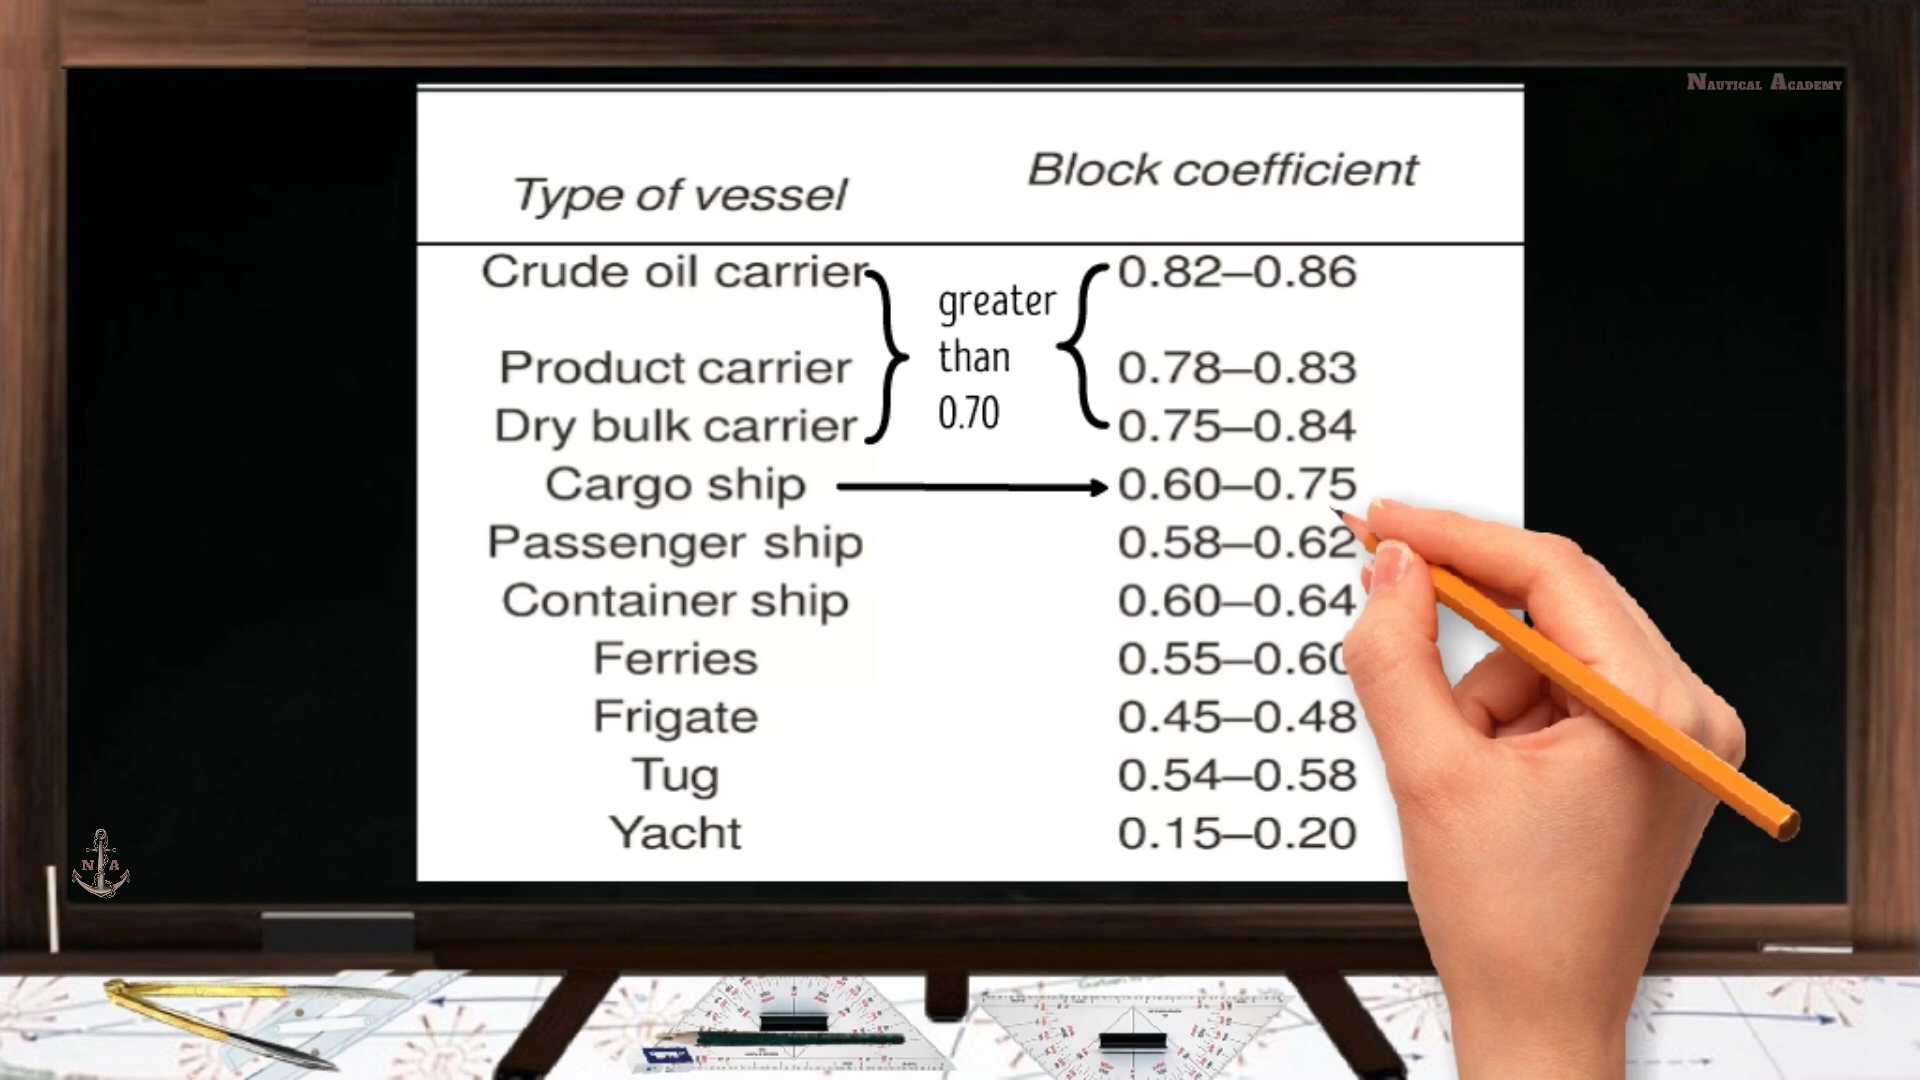 Nautical Academy
Type of vessel Block coefficient
Crude oil carrier 0.82–0.86
greater
than
0.70
Product carrier 0.78–0.83
Dry bulk carrier 0.75–0.84
Cargo ship 0.60–0.75
Passenger ship 0.58–0.62
Container ship 0.60–0.64
Ferries 0.55–0.60
Frigate 0.45–0.48
Tug 0.54–0.58
Yacht 0.15–0.20
N A